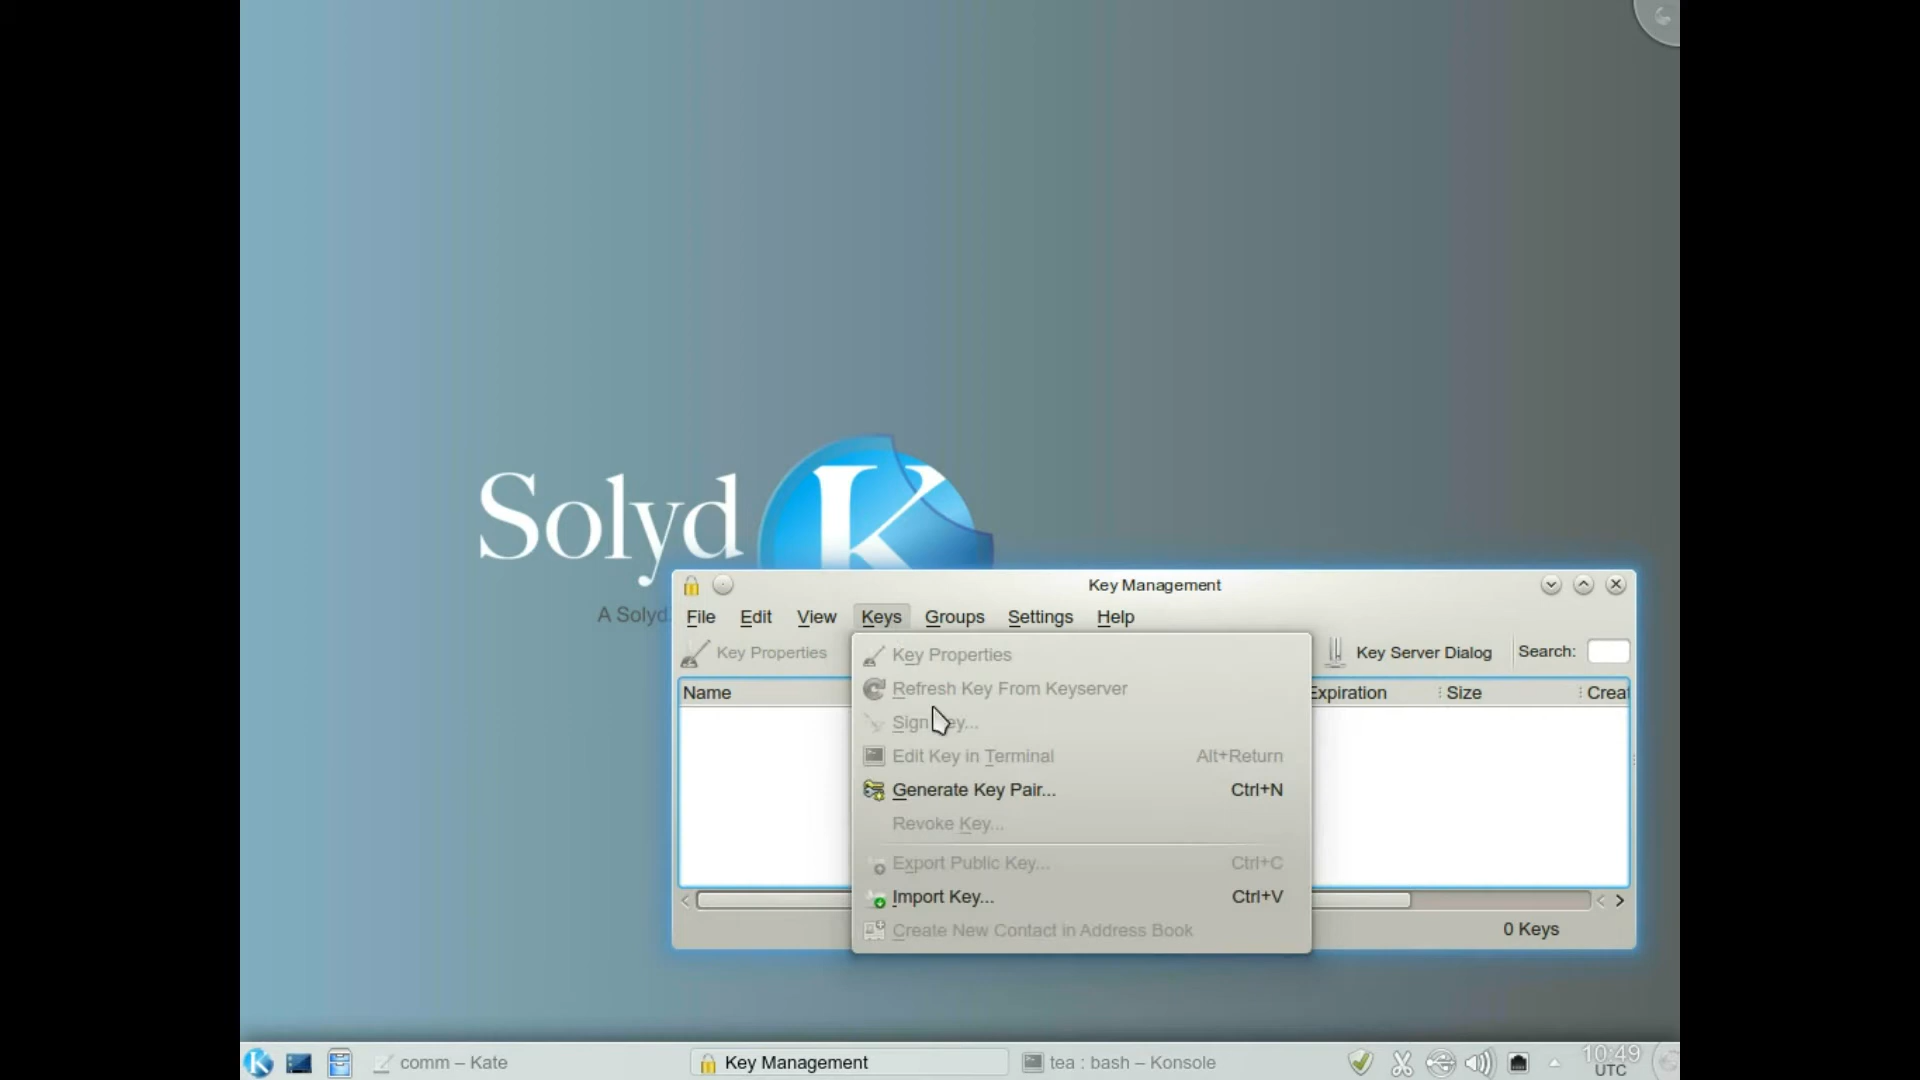 Solyd K
A Solyd
Key Management
File Edit View Keys Groups Settings Help
Key Properties
Key Server Dialog
Search:
Name
Expiration
Size
Key Properties
Refresh Key From Keyserver
Sign
Edit Key in Terminal Alt+Return
Generate Key Pair... Ctrl+N
Revoke Key...
Export Public Key... Ctrl+C
Import Key... Ctrl+V
Create New Contact in Address Book
0 Keys
K
comm – Kate
Key Management
tea : bash – Konsole
10:49
UTC